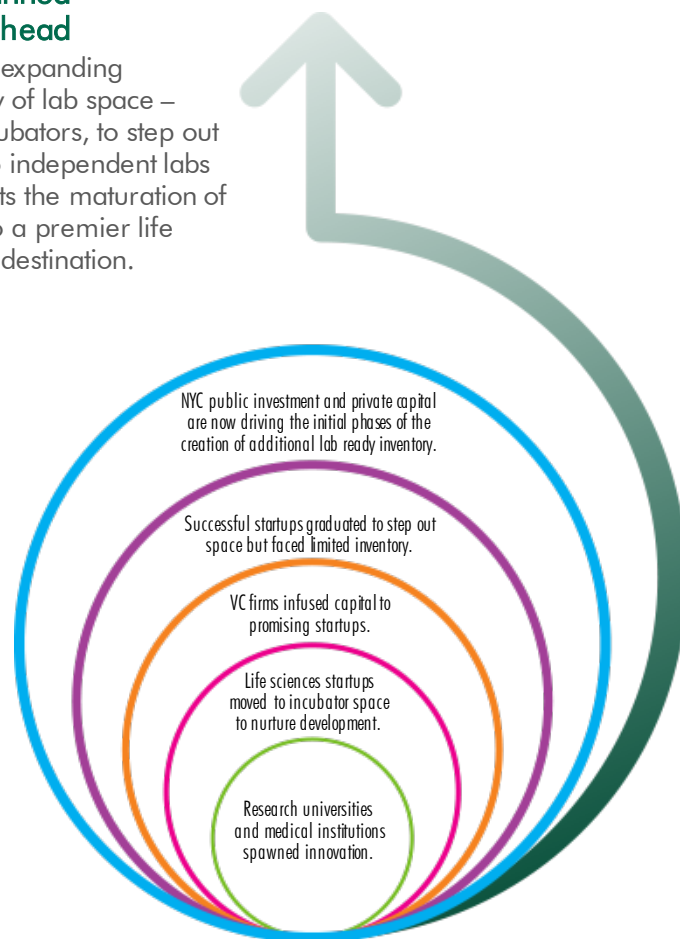 head
expanding
of lab space –
to step out
independent labs
the maturation of
a premier life
destination.
NYC public investment and private capital
are now driving the initial phases of the
creation of additional lab ready inventory.
Successful startups graduated to step out
space but faced limited inventory.
VC firms infused capital to
promising startups.
Life sciences startups
moved to incubator space
to nurture development.
Research universities
and medical institutions
spawned innovation.